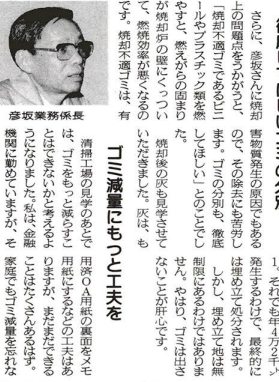 さらに、彦坂さんに焼却
上の問題点をうかがうと、
「焼却不適ゴミであるビニ
ールやプラスチック類を燃
やすと、燃えがらの固まり
が焼却炉の壁にくっつい
て、燃焼効率が悪くなるの
です。焼却不適ゴミは、有
彦坂業務係長
害物質発生の原因でもある
ので、その除去にも苦労し
ます。ゴミの分別も、徹底
してほしい」とのことでし
た。
焼却後の灰も見学させて
いただきました。灰は、も
ゴミ減量にもっと工夫を
清掃工場の見学のあとで
は、ゴミをもっと減らすこ
とはできないかと考えるよ
うになりました。私は、金融
機関に勤めていますが、そ
1。それでも年4万9千
発生するわけで、最終的に
は埋め立て処分されます。
しかし、埋め立て地は無
制限にあるわけではありま
せん。やはり、ゴミは出さ
ないことが肝心です。
用済OA用紙の裏面をメモ
用紙にするなどの工夫はあ
りますが、まだまだできる
ことはたくさんあるはず。
家庭でもゴミ減量を忘れな